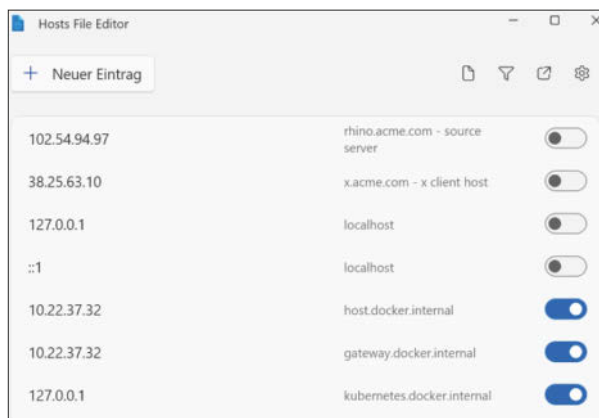 Hosts File Editor
Neuer Eintrag
102.54.94.97 rhino.acme.com - source
server
38.25.63.10 x.acme.com - x client host
127.0.0.1 localhost
::1 localhost
10.22.37.32 host.docker.internal
10.22.37.32 gateway.docker.internal
127.0.0.1 kubernetes.docker.internal